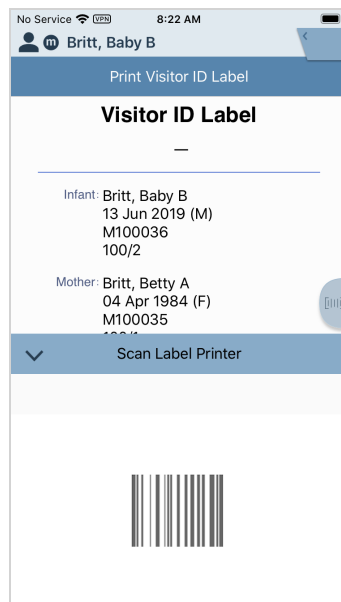 No Service VPN 8:22 AM
m Britt, Baby B
Print Visitor ID Label
Visitor ID Label
—
Infant: Britt, Baby B
13 Jun 2019 (M)
M100036
100/2
Mother: Britt, Betty A
04 Apr 1984 (F)
M100035
Scan Label Printer